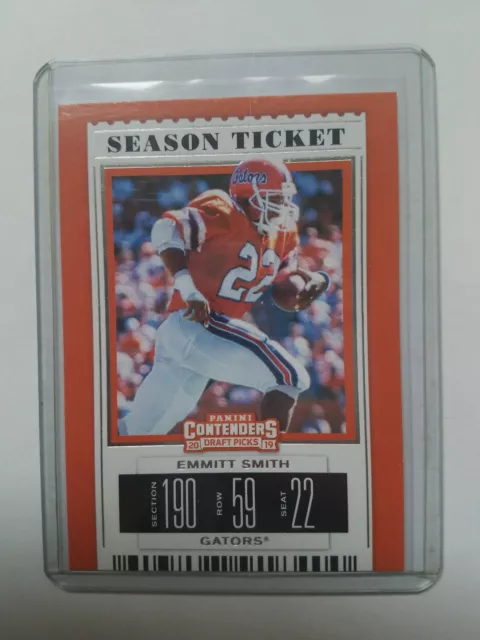 SEASON TICKET
Gators
22
PANINI
CONTENDERS
20 DRAFT PICKS 19
EMMITT SMITH
SECTION 190 ROW 59 SEAT 22
GATORS®